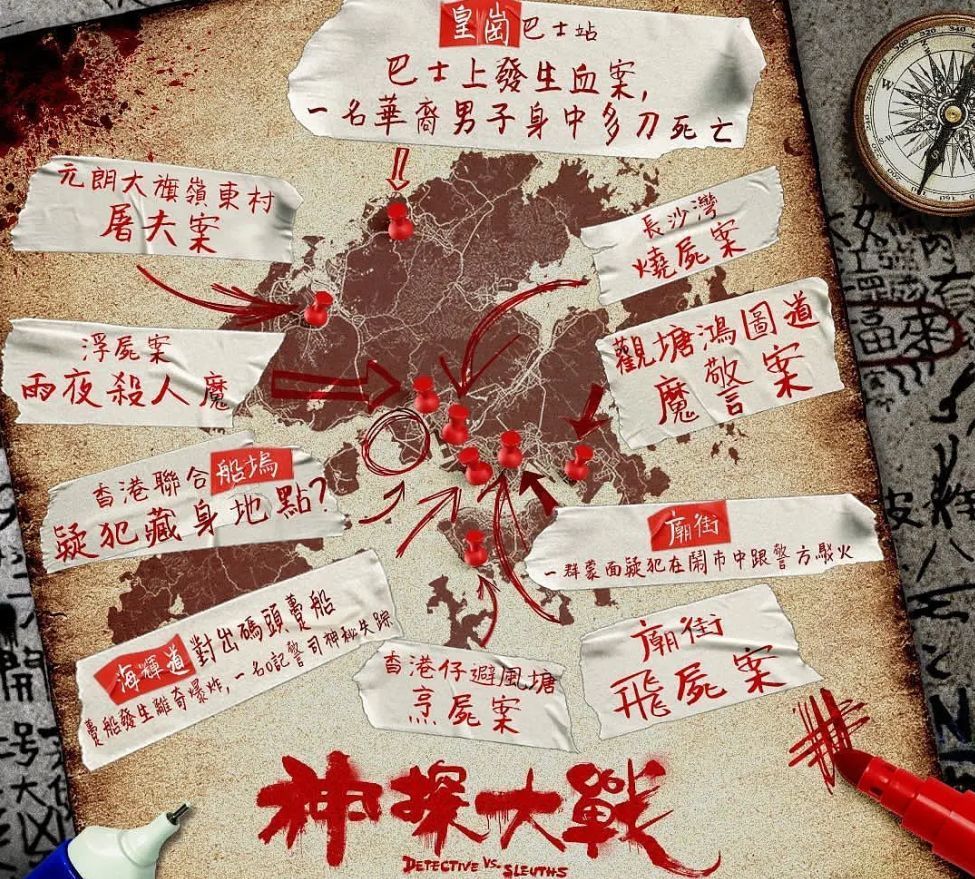 皇崗巴士站
巴士上發生血案,
一名華裔男子身中多刀死亡
元朗大旗嶺東村
屠夫案
長沙灣
燒屍案
浮屍案
雨夜殺人魔
觀塘鴻圖道
魔警案
香港聯合船塢
疑犯藏身地點?
廟街
一群蒙面疑犯在鬧市中跟警方駁火
海輝道對出碼頭賣船
賣船發生離奇爆炸,一名O記警司神秘失踪
香港仔避風塘
烹屍案
廟街
飛屍案
神探大戰
DETECTIVE VS. SLEUTHS